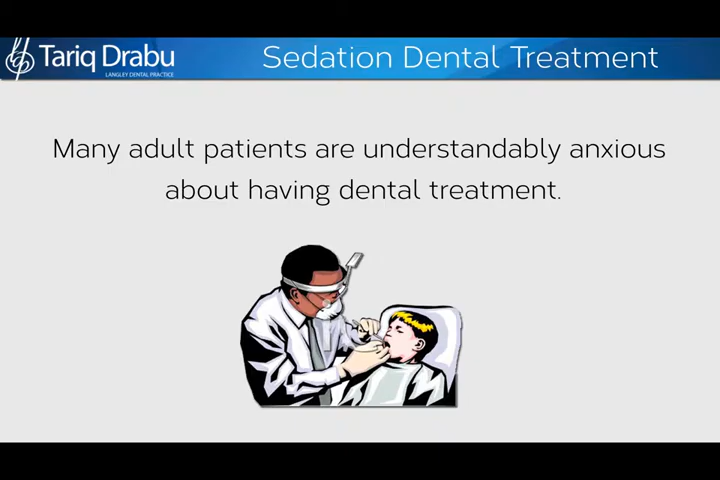 Tariq Drabu
LANGLEY DENTAL PRACTICE
Sedation Dental Treatment
Many adult patients are understandably anxious
about having dental treatment.